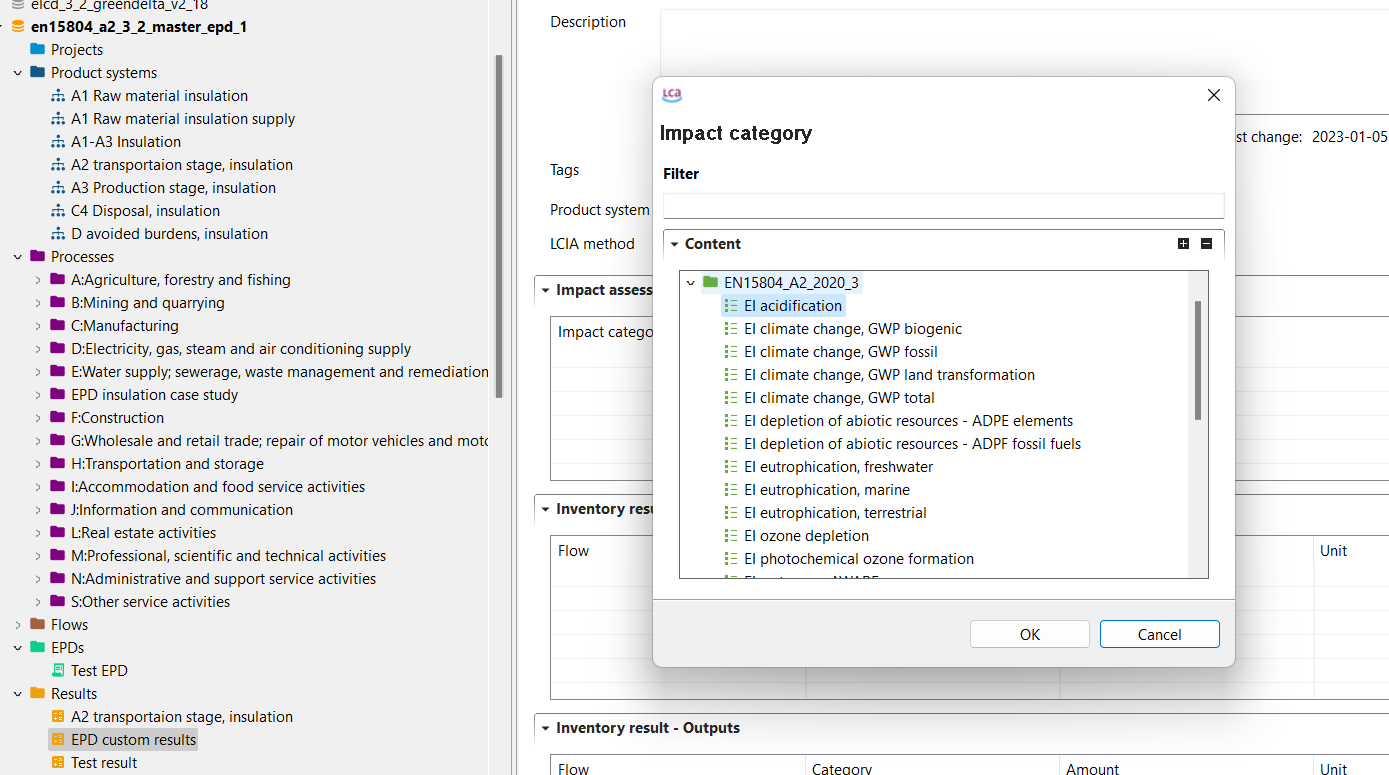 elcd_3_2_greendelta_v2_18
en15804_a2_3_2_master_epd_1
Projects
Product systems
A1 Raw material insulation
A1 Raw material insulation supply
A1-A3 Insulation
A2 transportaion stage, insulation
A3 Production stage, insulation
C4 Disposal, insulation
D avoided burdens, insulation
Processes
A:Agriculture, forestry and fishing
B:Mining and quarrying
C:Manufacturing
D:Electricity, gas, steam and air conditioning supply
E:Water supply; sewerage, waste management and remediation
EPD insulation case study
F:Construction
G:Wholesale and retail trade; repair of motor vehicles and moto
H:Transportation and storage
I:Accommodation and food service activities
J:Information and communication
L:Real estate activities
M:Professional, scientific and technical activities
N:Administrative and support service activities
S:Other service activities
Flows
EPDs
Test EPD
Results
A2 transportaion stage, insulation
EPD custom results
Test result
Description
st change: 2023-01-05
Tags
Product system
LCIA method
Impact assess
Impact catego
Inventory resu
Flow
Unit
Inventory result - Outputs
Flow Category Amount Unit
LCA
Impact category
Filter
Content
EN15804_A2_2020_3
EI acidification
EI climate change, GWP biogenic
EI climate change, GWP fossil
EI climate change, GWP land transformation
EI climate change, GWP total
EI depletion of abiotic resources - ADPE elements
EI depletion of abiotic resources - ADPF fossil fuels
EI eutrophication, freshwater
EI eutrophication, marine
EI eutrophication, terrestrial
EI ozone depletion
EI photochemical ozone formation
OK
Cancel